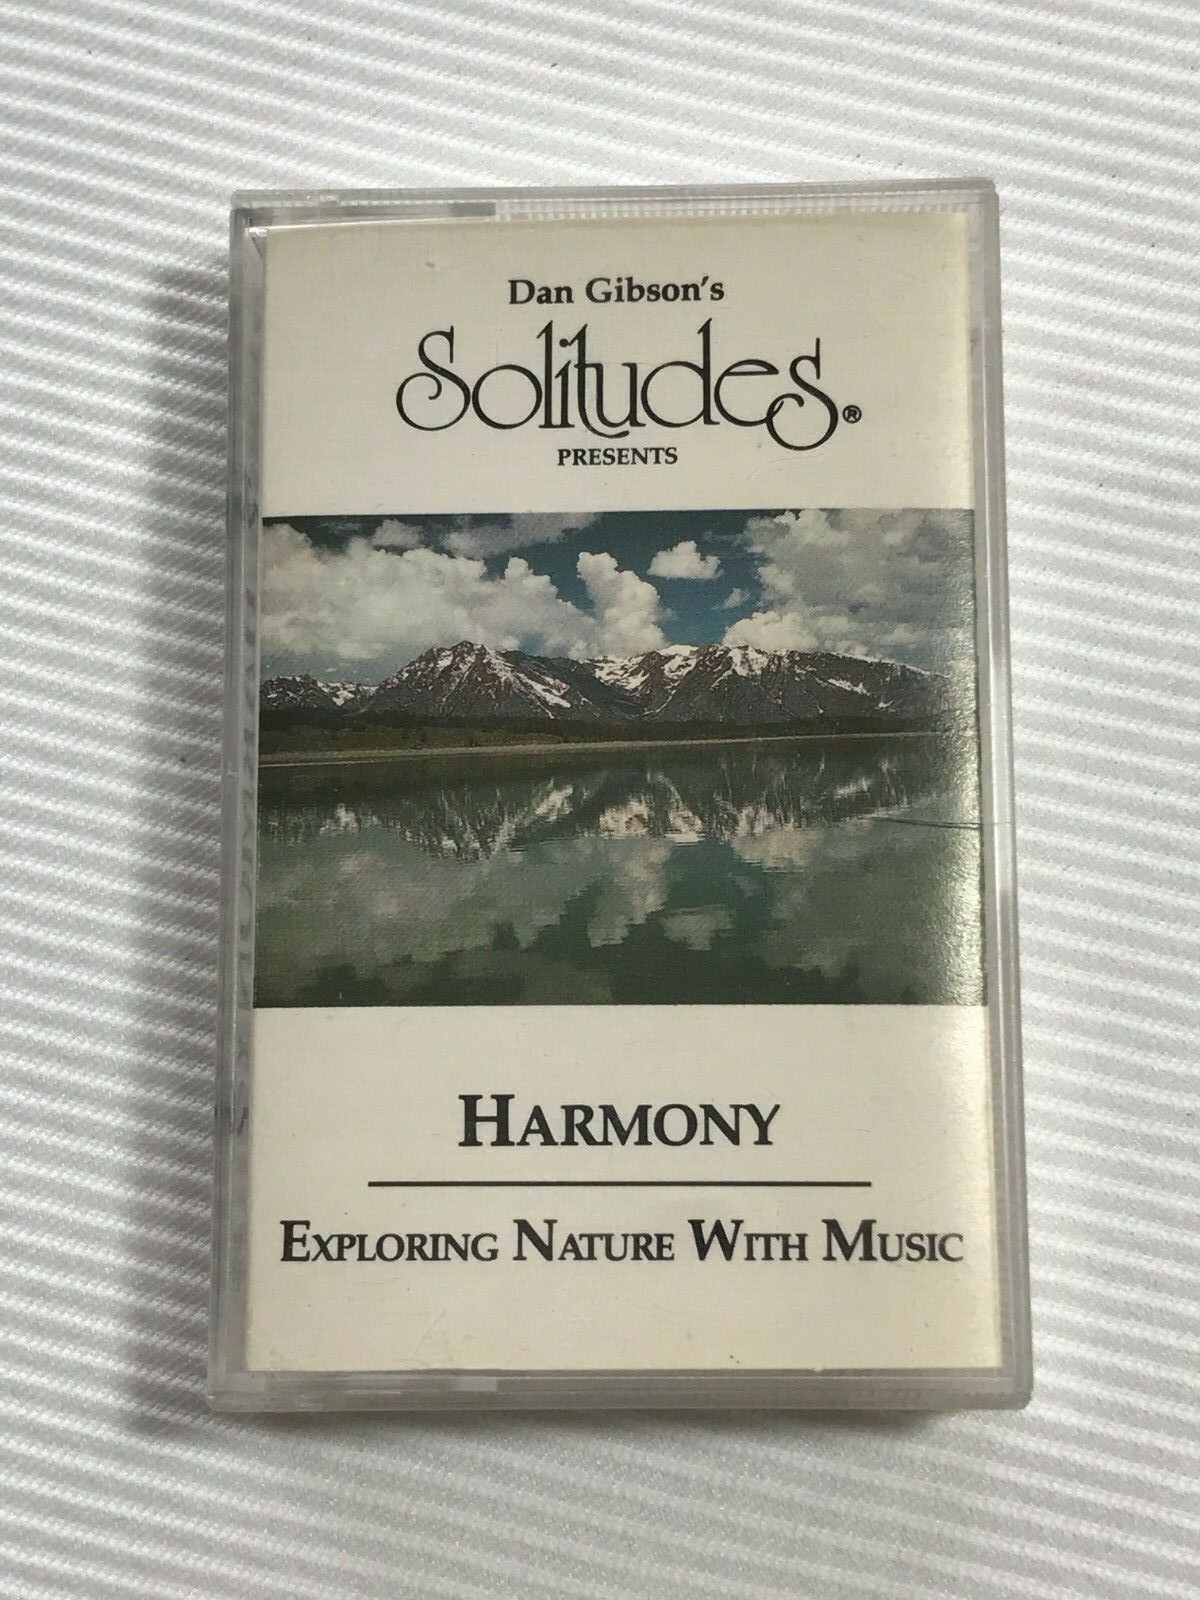 Dan Gibson's
Solitudes®
PRESENTS
HARMONY
EXPLORING NATURE WITH MUSIC